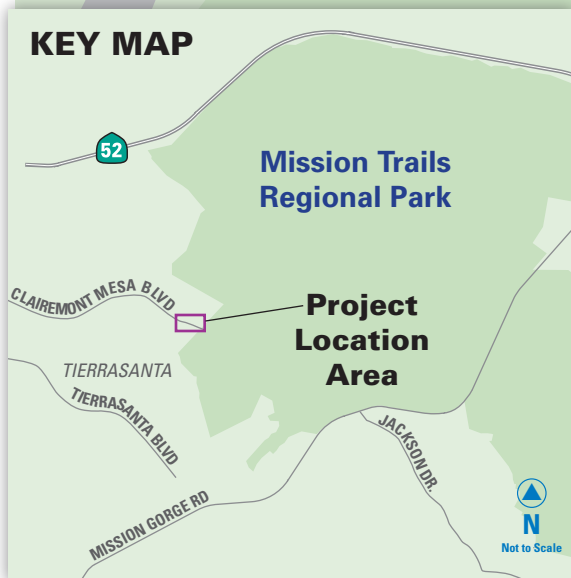 KEY MAP
52
Mission Trails
Regional Park
CLAIREMONT MESA BLVD
Project
Location
Area
TIERRASANTA
TIERRASANTA BLVD
JACKSON DR.
MISSION GORGE RD
N
Not to Scale